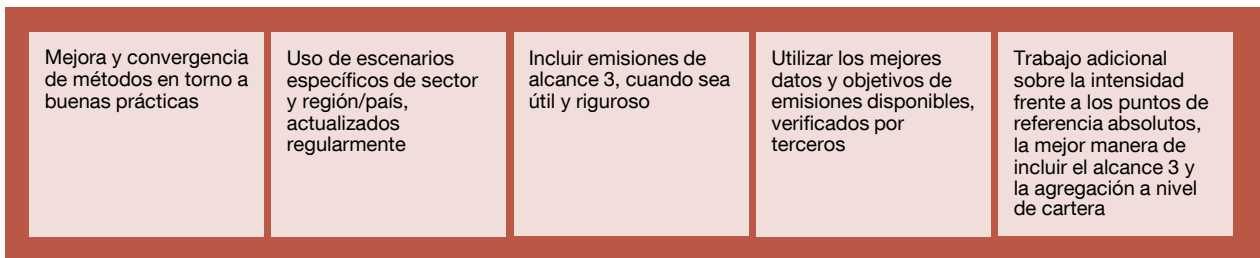 Mejora y convergencia
de métodos en torno a
buenas prácticas
Uso de escenarios
específicos de sector
y región/país,
actualizados
regularmente
Incluir emisiones de
alcance 3, cuando sea
útil y riguroso
Utilizar los mejores
datos y objetivos de
emisiones disponibles,
verificados por
terceros
Trabajo adicional
sobre la intensidad
frente a los puntos de
referencia absolutos,
la mejor manera de
incluir el alcance 3 y
la agregación a nivel
de cartera